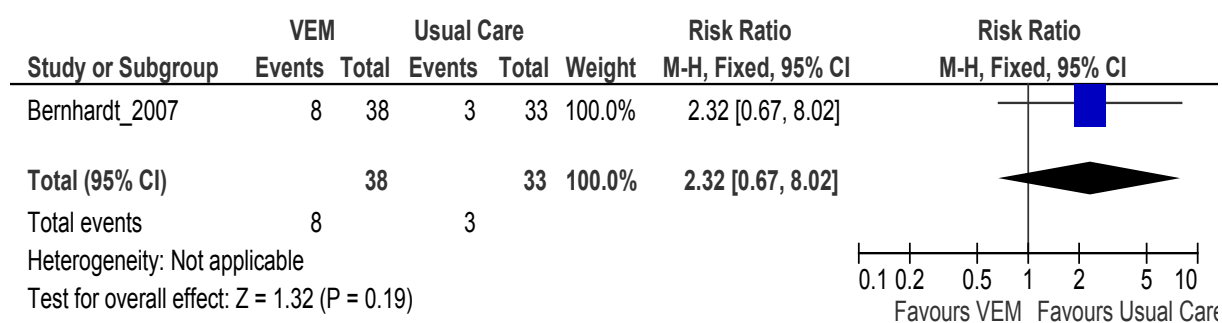 VEM Usual Care Risk Ratio Risk Ratio
Study or Subgroup Events Total Events Total Weight M-H, Fixed, 95% CI M-H, Fixed, 95% CI
Bernhardt_2007 8 38 3 33 100.0% 2.32 [0.67, 8.02]
Total (95% CI) 38 33 100.0% 2.32 [0.67, 8.02]
Total events 8 3
Heterogeneity: Not applicable
Test for overall effect: Z = 1.32 (P = 0.19)
0.1 0.2 0.5 1 2 5 10
Favours VEM Favours Usual Care